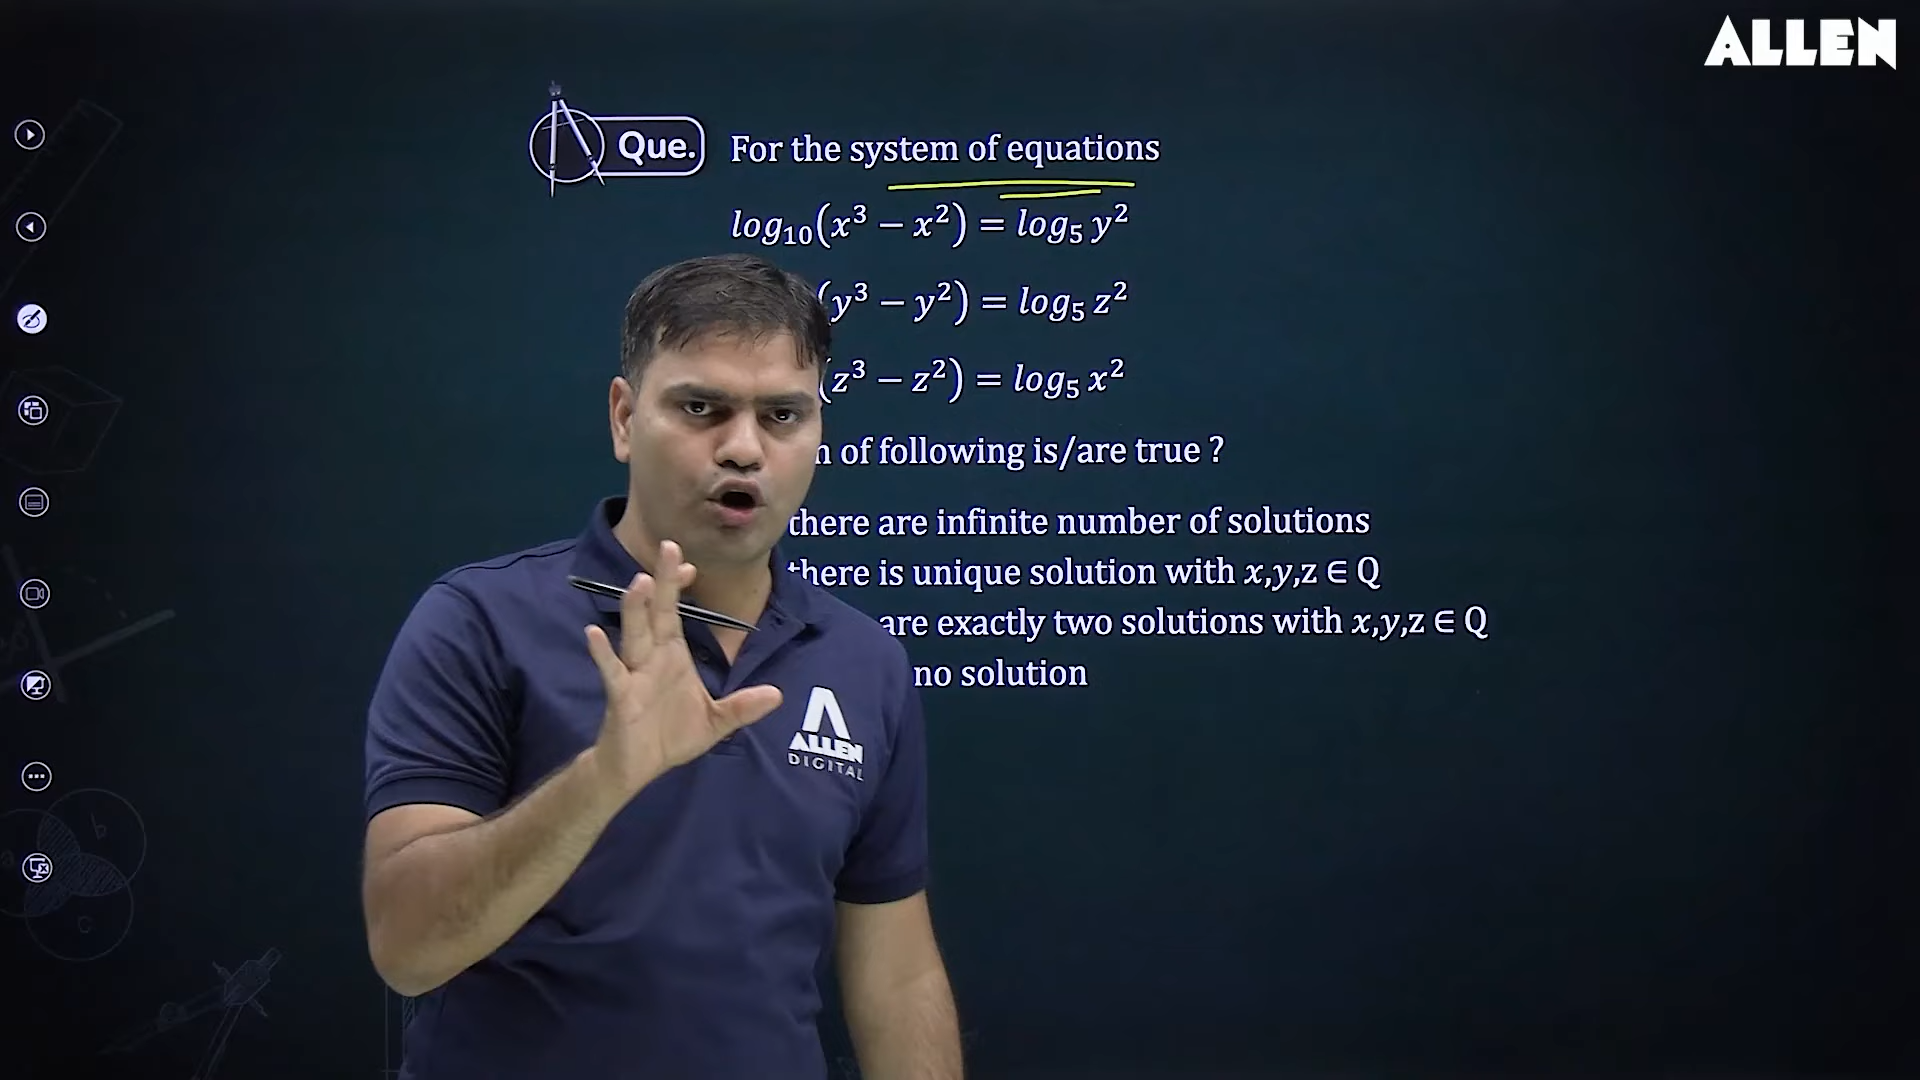 ALLEN
Que. For the system of equations
log₁₀(x³ − x²) = log₅ y²
(y³ − y²) = log₅ z²
(z³ − z²) = log₅ x²
of following is/are true ?
there are infinite number of solutions
there is unique solution with x,y,z ∈ Q
are exactly two solutions with x,y,z ∈ Q
no solution
ALLEN
DIGITAL
b
a
c